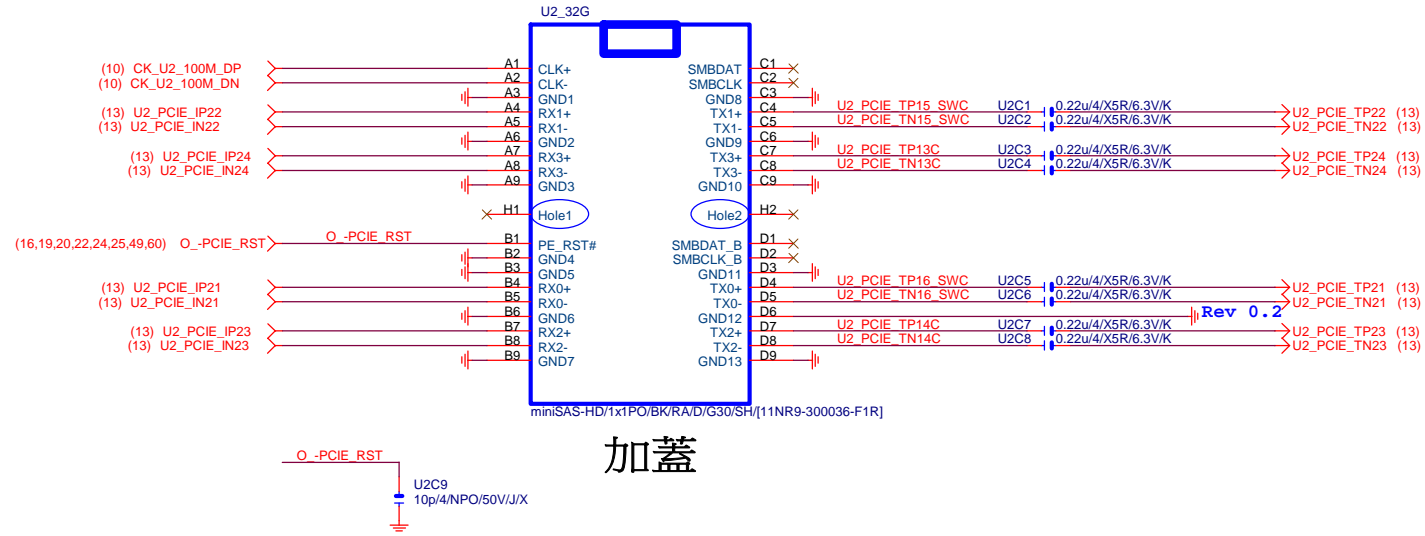 U2_32G
(10) CK_U2_100M_DP A1 CLK+ SMBDAT C1
(10) CK_U2_100M_DN A2 CLK- SMBCLK C2
A3 GND1 GND8 C3
(13) U2_PCIE_IP22 A4 RX1+ TX1+ C4 U2_PCIE_TP15_SWC U2C1 0.22u/4/X5R/6.3V/K U2_PCIE_TP22 (13)
(13) U2_PCIE_IN22 A5 RX1- TX1- C5 U2_PCIE_TN15_SWC U2C2 0.22u/4/X5R/6.3V/K U2_PCIE_TN22 (13)
A6 GND2 GND9 C6
(13) U2_PCIE_IP24 A7 RX3+ TX3+ C7 U2_PCIE_TP13C U2C3 0.22u/4/X5R/6.3V/K U2_PCIE_TP24 (13)
(13) U2_PCIE_IN24 A8 RX3- TX3- C8 U2_PCIE_TN13C U2C4 0.22u/4/X5R/6.3V/K U2_PCIE_TN24 (13)
A9 GND3 GND10 C9
H1 Hole1 Hole2 H2
(16,19,20,22,24,25,49,60) O_-PCIE_RST O_-PCIE_RST B1 PE_RST# SMBDAT_B D1
B2 GND4 SMBCLK_B D2
B3 GND5 GND11 D3
(13) U2_PCIE_IP21 B4 RX0+ TX0+ D4 U2_PCIE_TP16_SWC U2C5 0.22u/4/X5R/6.3V/K U2_PCIE_TP21 (13)
(13) U2_PCIE_IN21 B5 RX0- TX0- D5 U2_PCIE_TN16_SWC U2C6 0.22u/4/X5R/6.3V/K U2_PCIE_TN21 (13)
B6 GND6 GND12 D6 Rev 0.2
(13) U2_PCIE_IP23 B7 RX2+ TX2+ D7 U2_PCIE_TP14C U2C7 0.22u/4/X5R/6.3V/K U2_PCIE_TP23 (13)
(13) U2_PCIE_IN23 B8 RX2- TX2- D8 U2_PCIE_TN14C U2C8 0.22u/4/X5R/6.3V/K U2_PCIE_TN23 (13)
B9 GND7 GND13 D9
miniSAS-HD/1x1PO/BK/RA/D/G30/SH/[11NR9-300036-F1R]
加蓋
O_-PCIE_RST
U2C9
10p/4/NPO/50V/J/X